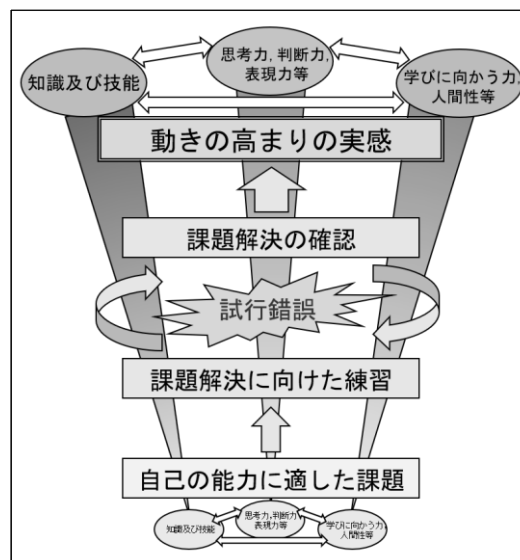 知識及び技能
思考力,判断力,
表現力等
学びに向かう力,
人間性等
動きの高まりの実感
課題解決の確認
試行錯誤
課題解決に向けた練習
自己の能力に適した課題
知識及び技能
思考力,判断力,
表現力等
学びに向かう力,
人間性等